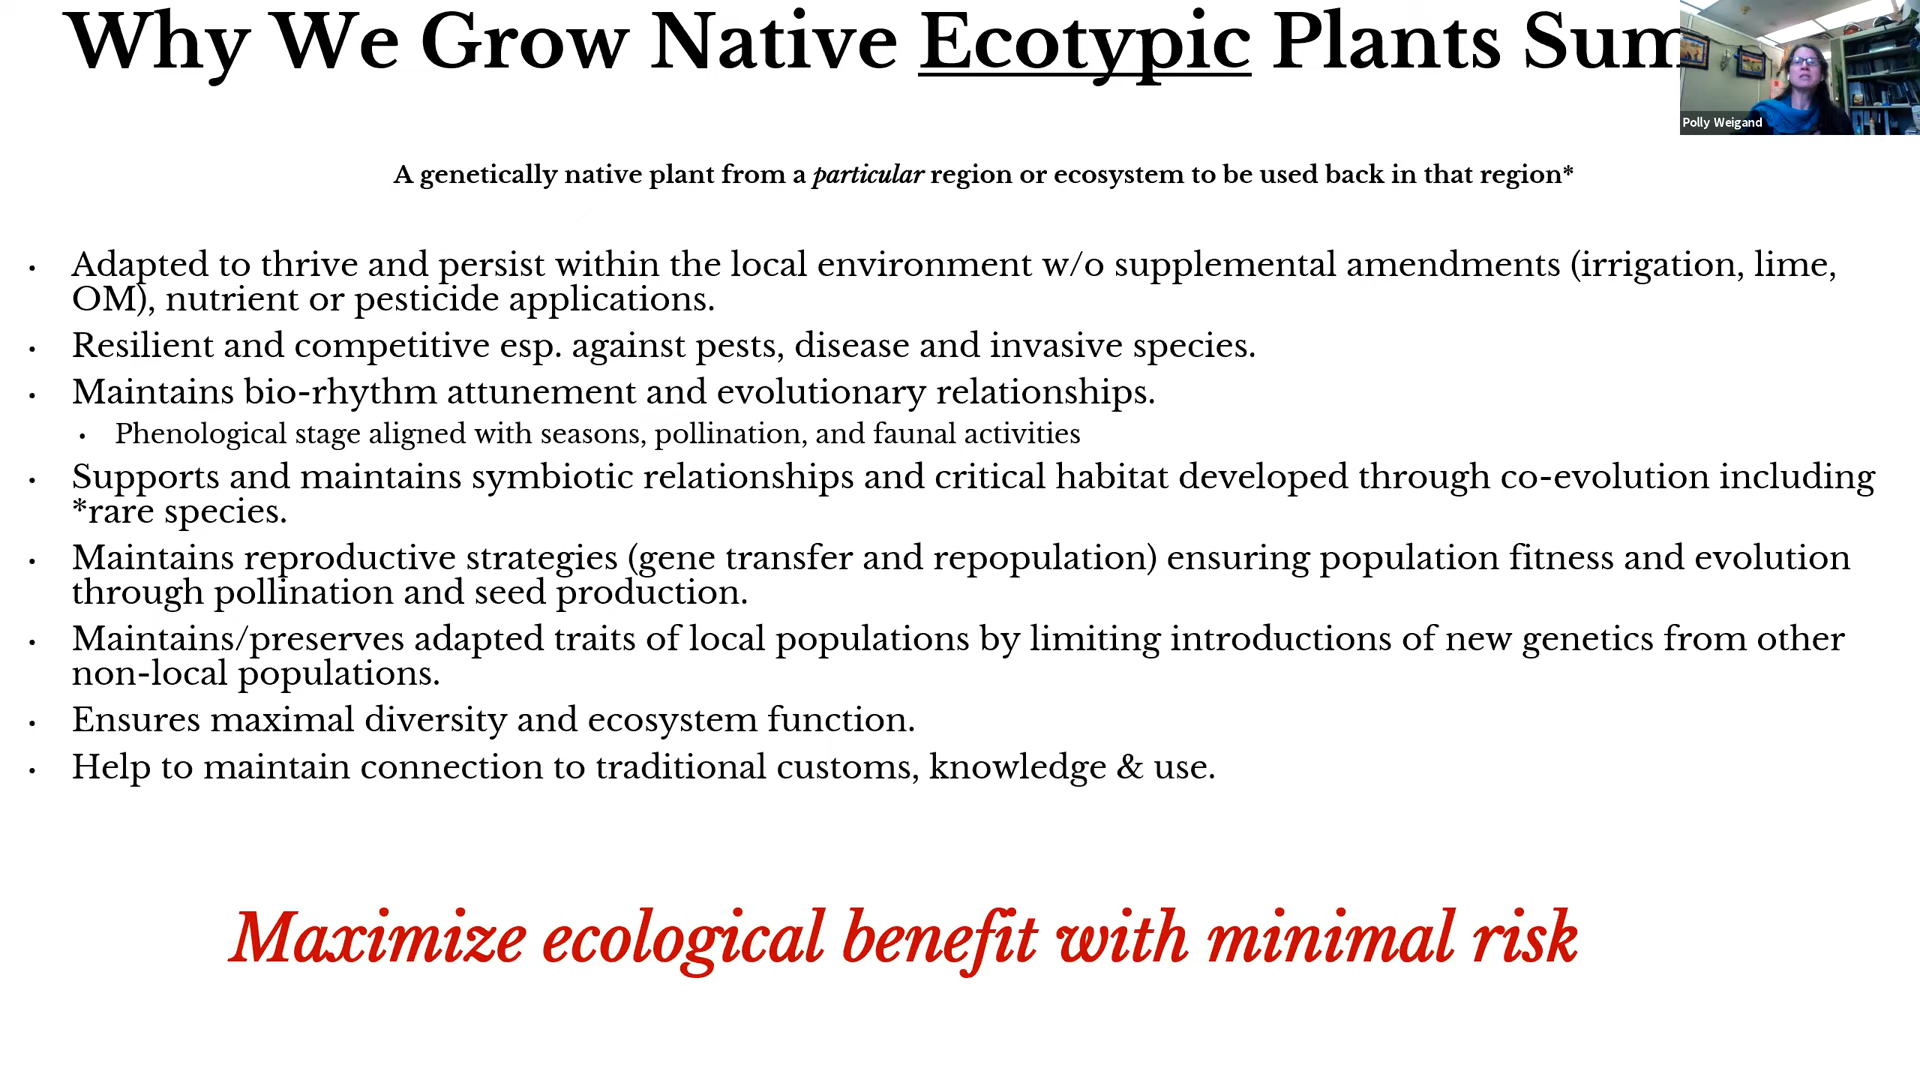 Why We Grow Native Ecotypic Plants Sum
Polly Weigand
A genetically native plant from a particular region or ecosystem to be used back in that region*
• Adapted to thrive and persist within the local environment w/o supplemental amendments (irrigation, lime,
OM), nutrient or pesticide applications.
• Resilient and competitive esp. against pests, disease and invasive species.
• Maintains bio-rhythm attunement and evolutionary relationships.
• Phenological stage aligned with seasons, pollination, and faunal activities
• Supports and maintains symbiotic relationships and critical habitat developed through co-evolution including
*rare species.
• Maintains reproductive strategies (gene transfer and repopulation) ensuring population fitness and evolution
through pollination and seed production.
• Maintains/preserves adapted traits of local populations by limiting introductions of new genetics from other
non-local populations.
• Ensures maximal diversity and ecosystem function.
• Help to maintain connection to traditional customs, knowledge & use.
Maximize ecological benefit with minimal risk